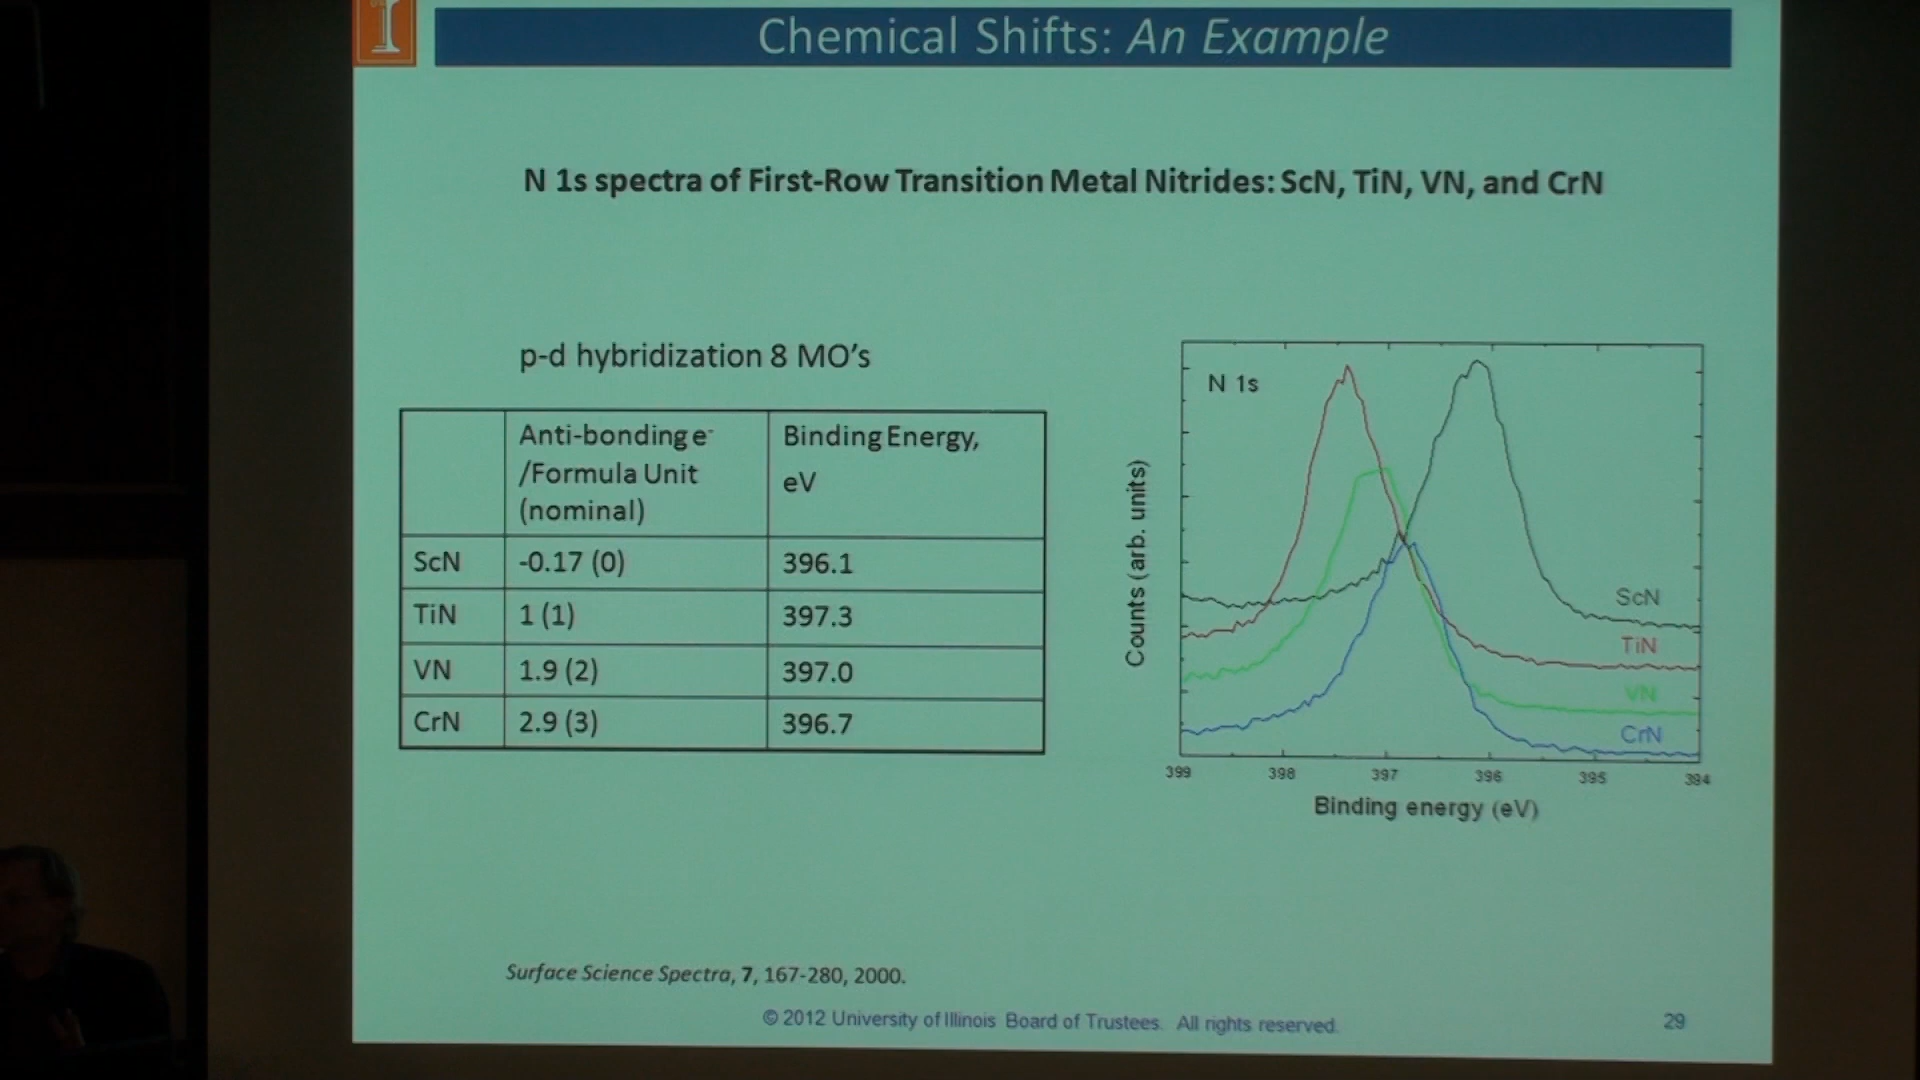 Chemical Shifts: An Example
N 1s spectra of First-Row Transition Metal Nitrides: ScN, TiN, VN, and CrN
p-d hybridization 8 MO's
Anti-bonding e-
/Formula Unit
(nominal)
Binding Energy,
eV
ScN -0.17 (0) 396.1
TiN 1 (1) 397.3
VN 1.9 (2) 397.0
CrN 2.9 (3) 396.7
N 1s
Counts (arb. units)
ScN
TiN
VN
CrN
399 398 397 396 395 394
Binding energy (eV)
Surface Science Spectra, 7, 167-280, 2000.
© 2012 University of Illinois Board of Trustees. All rights reserved.
29